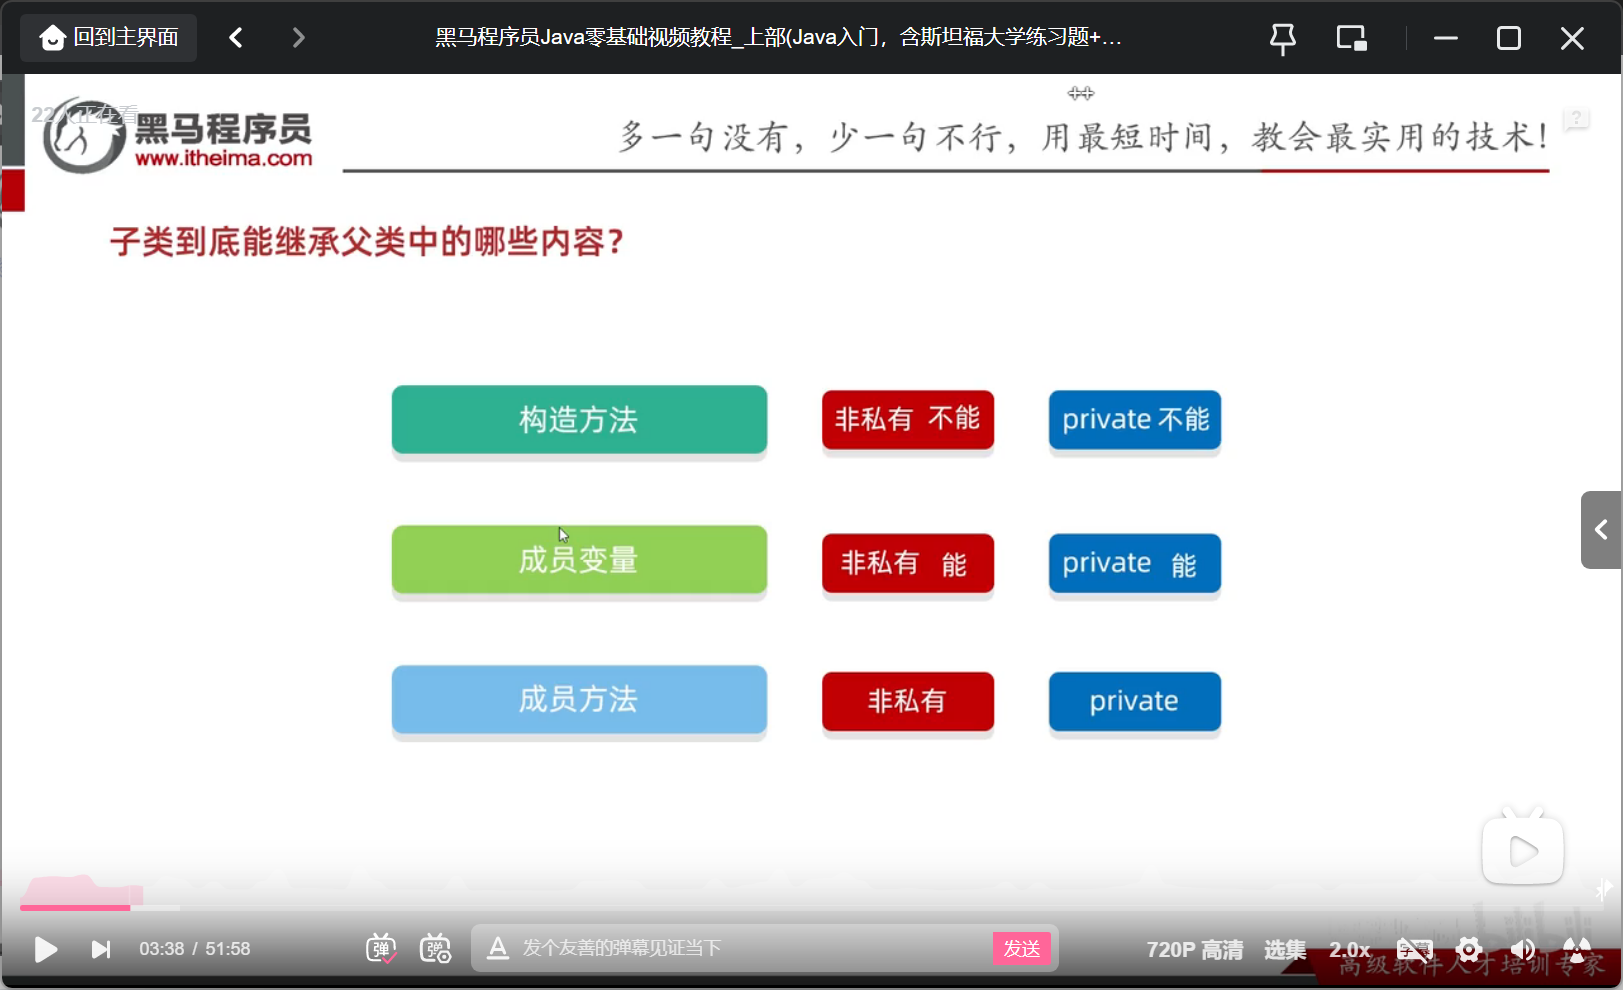 回到主界面
黑马程序员Java零基础视频教程_上部(Java入门，含斯坦福大学练习题+...
22人正在看
黑马程序员
www.itheima.com
多一句没有，少一句不行，用最短时间，教会最实用的技术！
子类到底能继承父类中的哪些内容？
构造方法 非私有 不能 private 不能
成员变量 非私有 能 private 能
成员方法 非私有 private
03:38 / 51:58
弹
弹
A
发个友善的弹幕见证当下
发送
720P 高清
选集
2.0x
字幕
高级软件人才培训专家